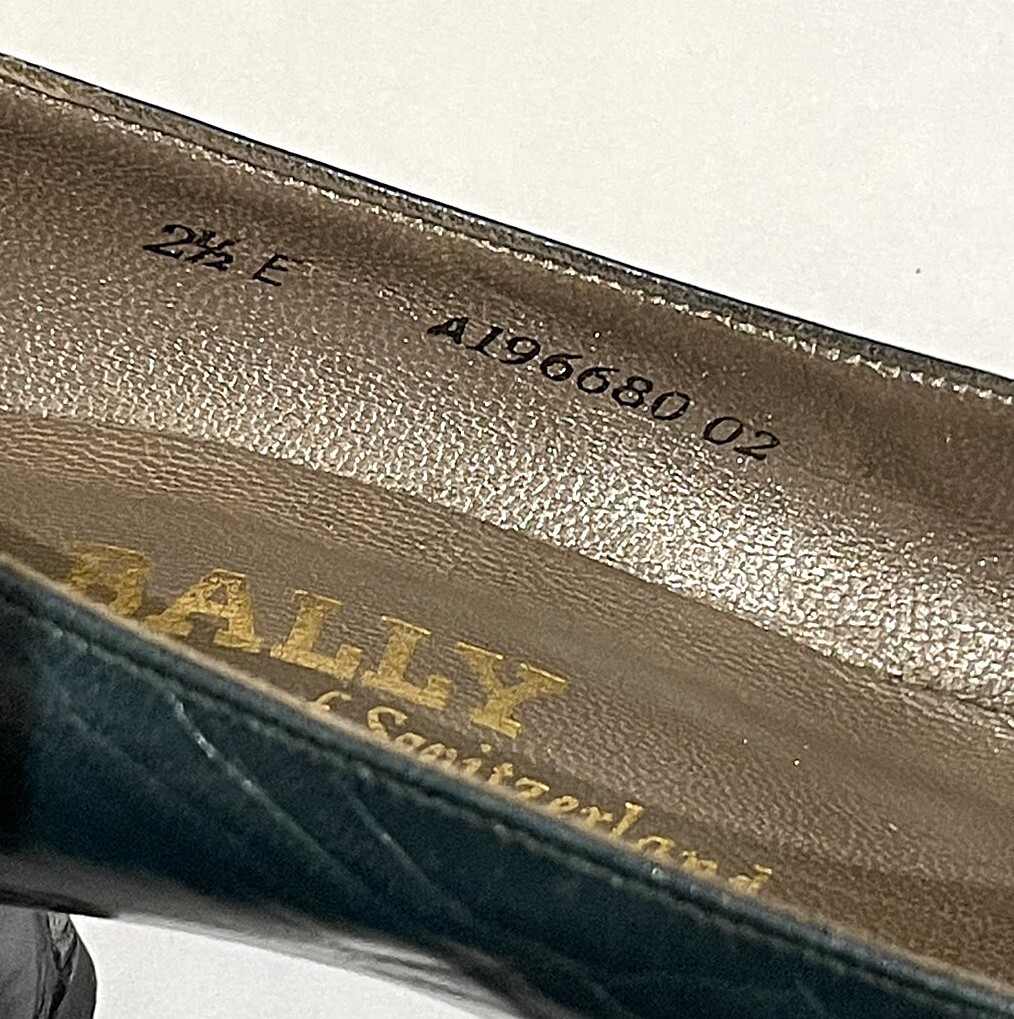 2½ E
A196680 02
BALLY
of Switzerland